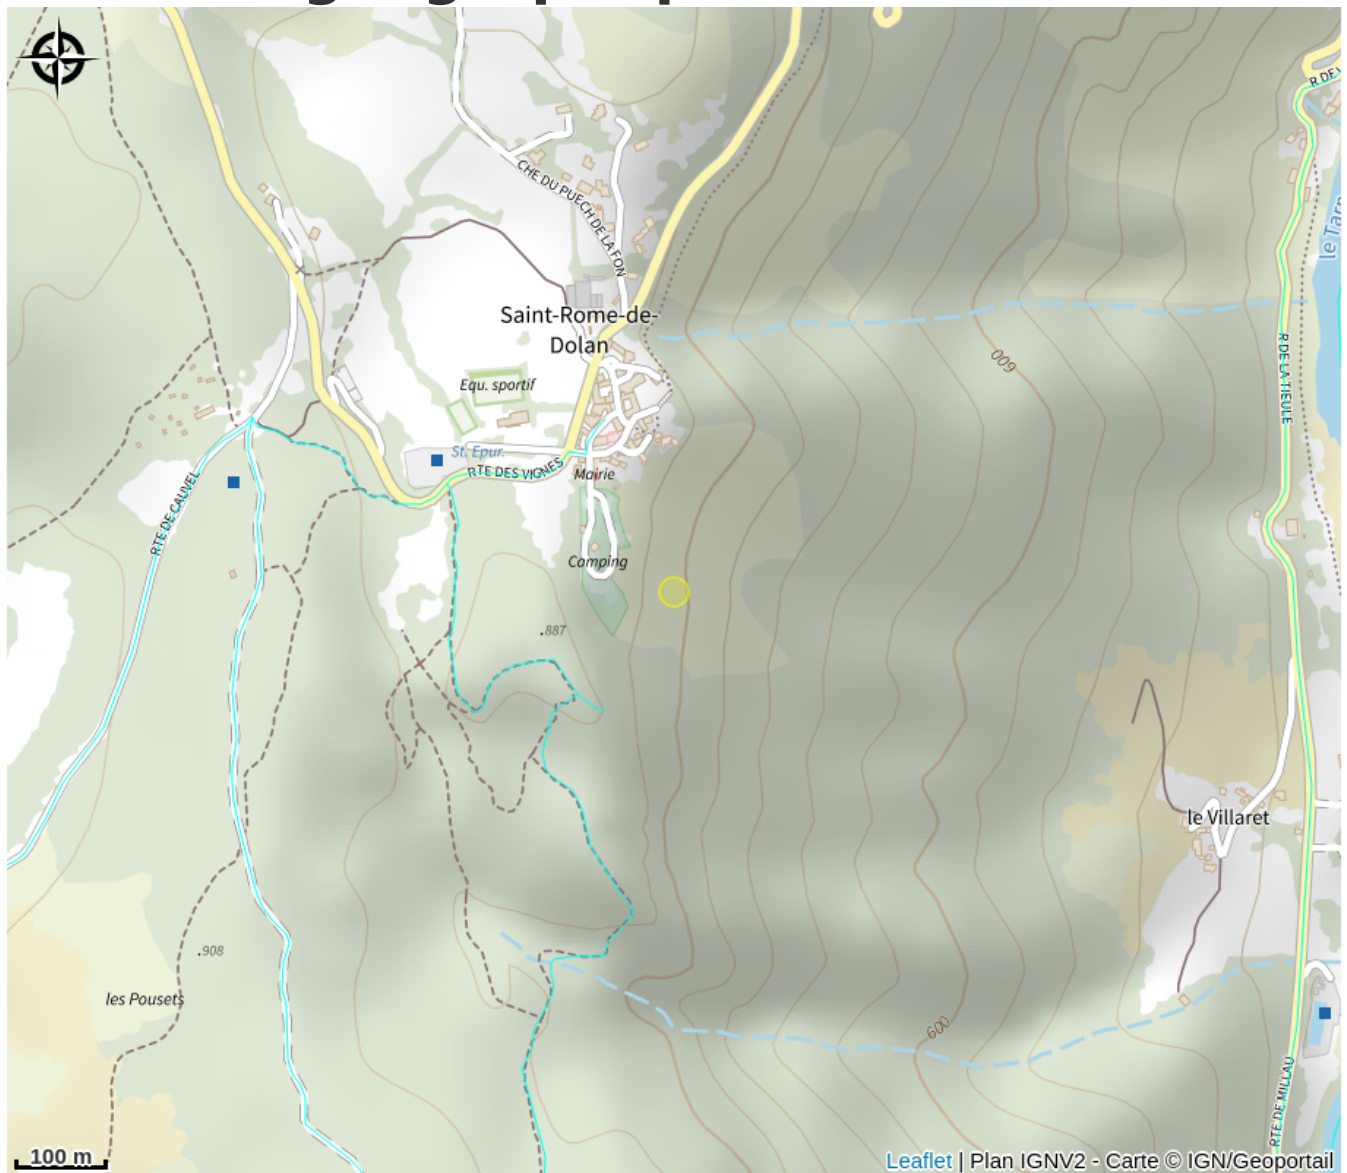 R DE
CHE DU PUECH DE LA FON
le Tarn
Saint-Rome-de-
Dolan
R DE LA TIEULE
600
Equ. sportif
St. Epur.
RTE DES VIGNES
Mairie
RTE DE CAUVEL
Camping
.887
le Villaret
.908
les Pousets
600
RTE DE MILLAU
100 m
Leaflet | Plan IGNV2 - Carte © IGN/Geoportail